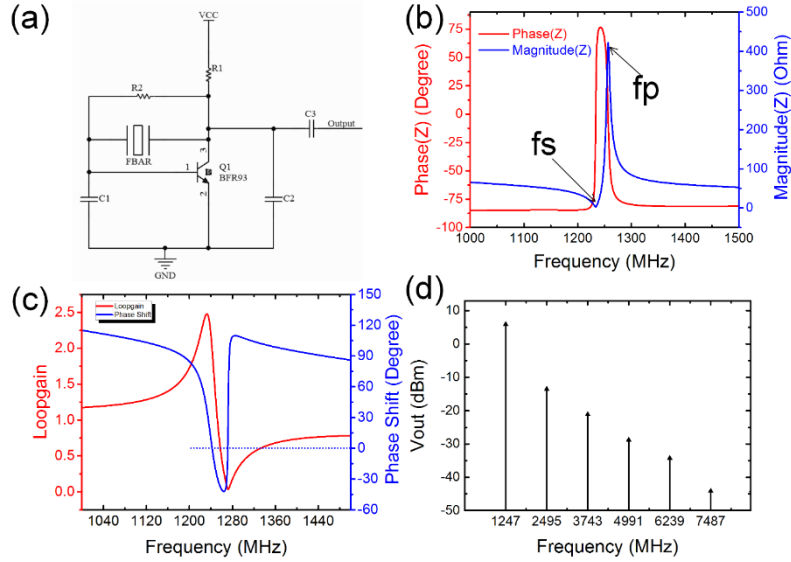 (a)
VCC
R1
R2
C3
Output
FBAR
3
1
Q1
BFR93
2
C1
C2
GND
(b)
Phase(Z)
Magnitude(Z)
fp
fs
75
50
25
0
-25
-50
-75
-100
Phase(Z) (Degree)
500
400
300
200
100
0
Magnitude(Z) (Ohm)
1000 1100 1200 1300 1400 1500
Frequency (MHz)
(c)
Loopgain
Phase Shift
2.5
2.0
1.5
1.0
0.5
0.0
Loopgain
150
120
90
60
30
0
-30
-60
Phase Shift (Degree)
1040 1120 1200 1280 1360 1440
Frequency (MHz)
(d)
10
0
-10
-20
-30
-40
-50
Vout (dBm)
1247 2495 3743 4991 6239 7487
Frequency (MHz)